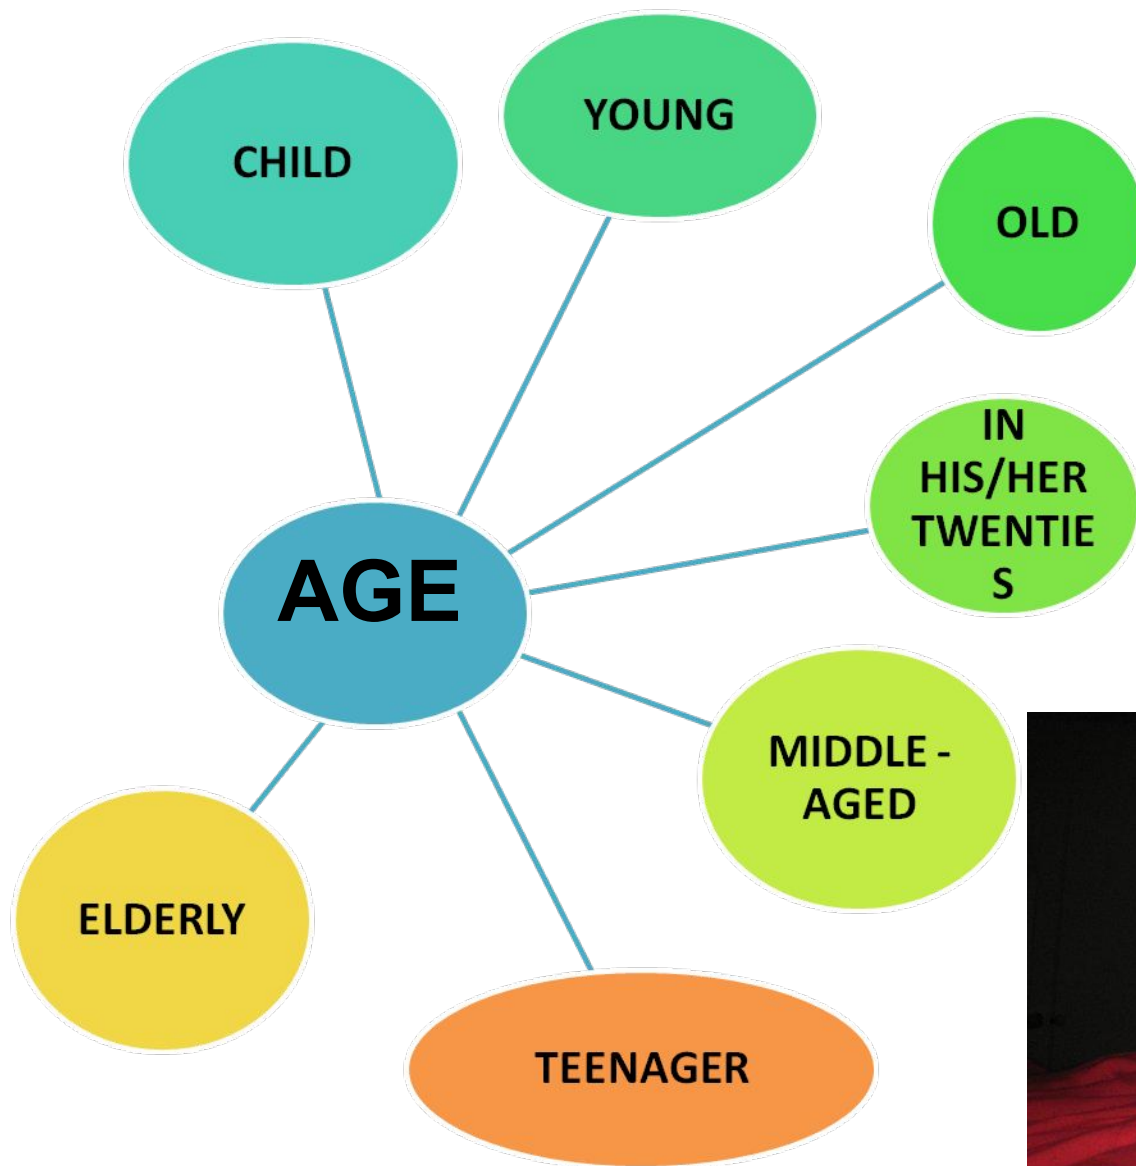 CHILD
YOUNG
OLD
IN
HIS/HER
TWENTIE
S
AGE
MIDDLE -
AGED
ELDERLY
TEENAGER